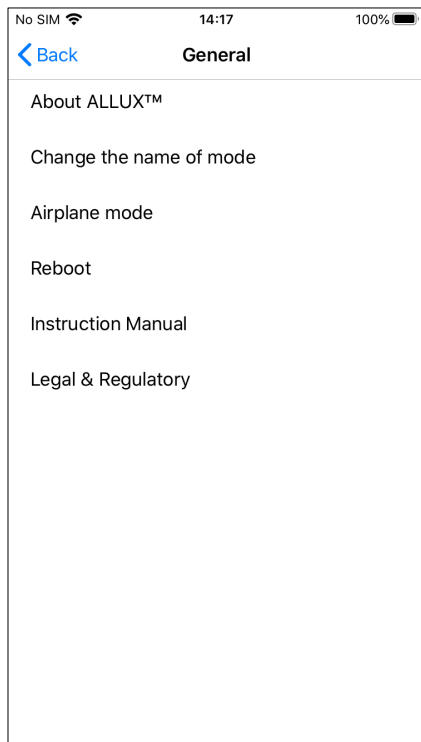 No SIM 14:17 100%
Back General
About ALLUX™
Change the name of mode
Airplane mode
Reboot
Instruction Manual
Legal & Regulatory